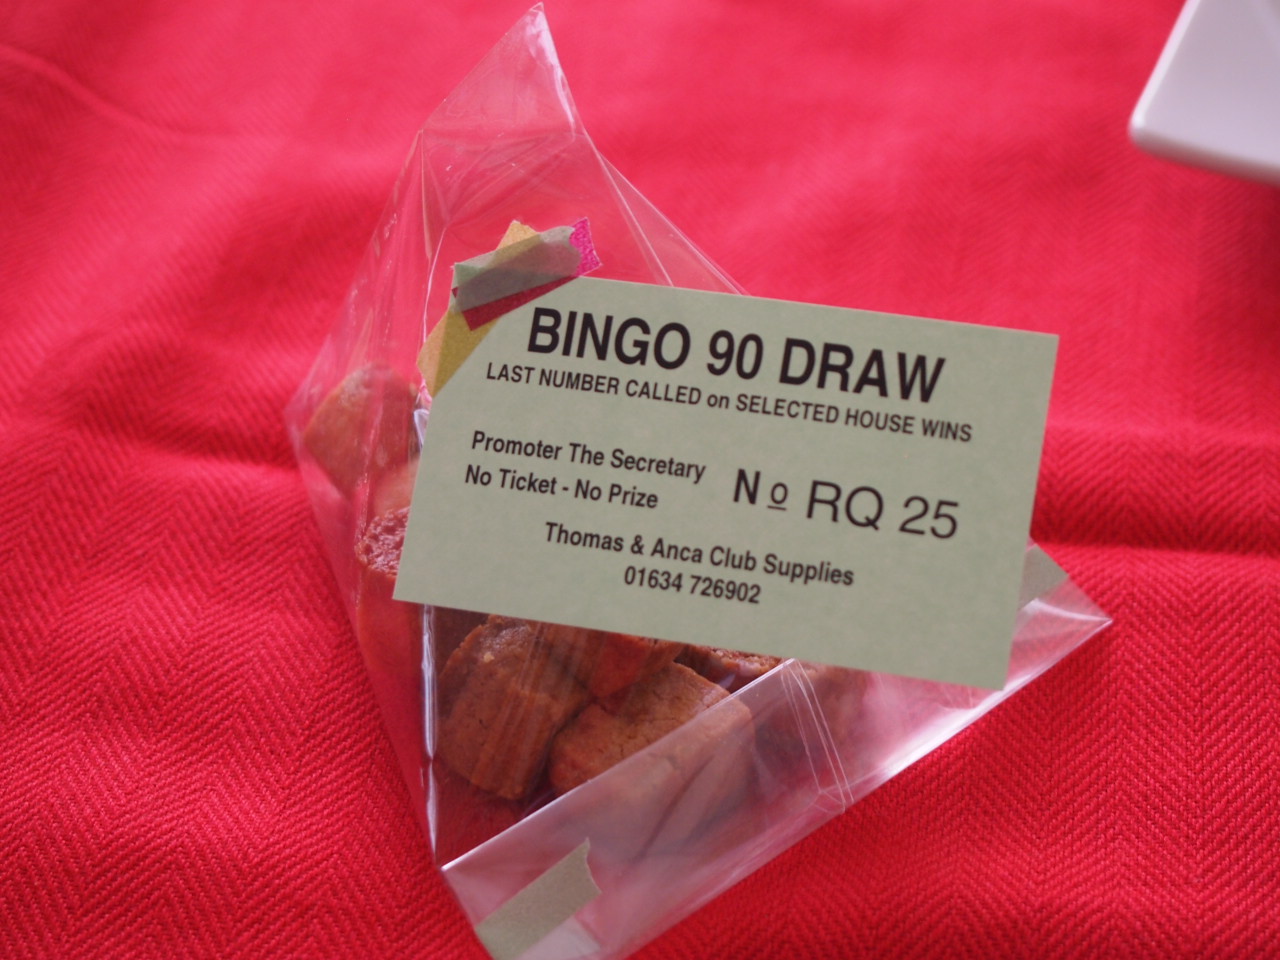 BINGO 90 DRAW
LAST NUMBER CALLED on SELECTED HOUSE WINS
Promoter The Secretary
No Ticket - No Prize
No RQ 25
Thomas & Anca Club Supplies
01634 726902